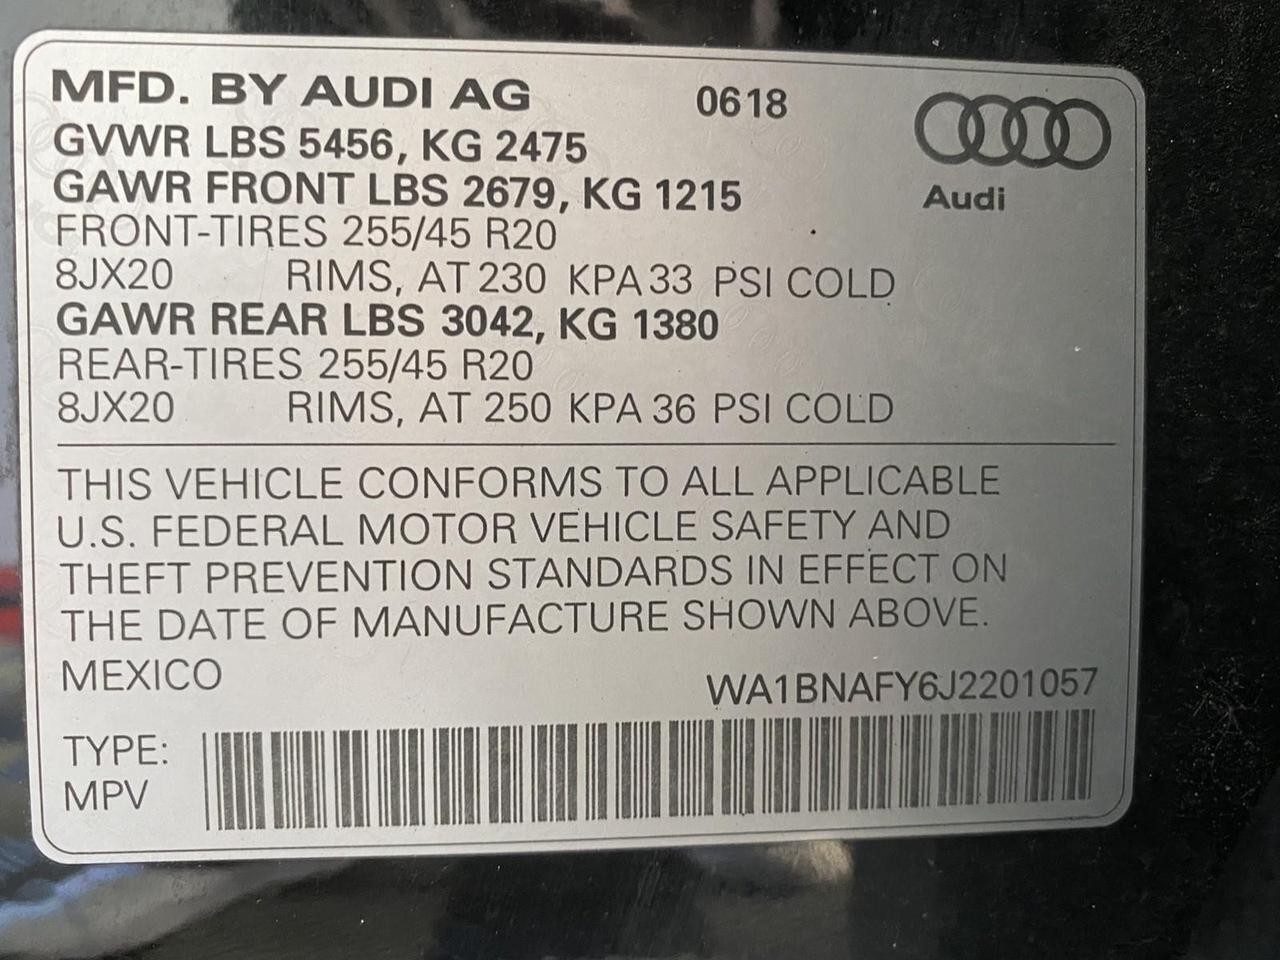 MFD. BY AUDI AG 0618
GVWR LBS 5456, KG 2475
GAWR FRONT LBS 2679, KG 1215
Audi
FRONT-TIRES 255/45 R20
8JX20 RIMS, AT 230 KPA 33 PSI COLD
GAWR REAR LBS 3042, KG 1380
REAR-TIRES 255/45 R20
8JX20 RIMS, AT 250 KPA 36 PSI COLD
THIS VEHICLE CONFORMS TO ALL APPLICABLE
U.S. FEDERAL MOTOR VEHICLE SAFETY AND
THEFT PREVENTION STANDARDS IN EFFECT ON
THE DATE OF MANUFACTURE SHOWN ABOVE.
MEXICO WA1BNAFY6J2201057
TYPE:
MPV